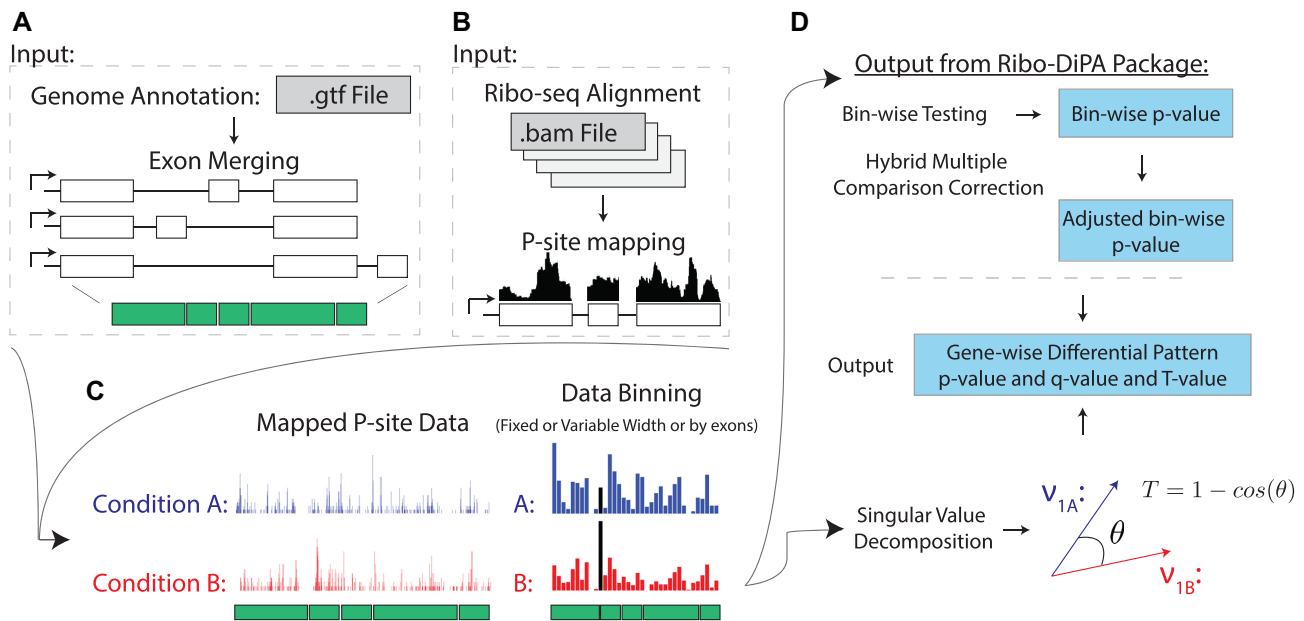 A
Input:
Genome Annotation:
.gtf File
Exon Merging
B
Input:
Ribo-seq Alignment
.bam File
P-site mapping
C
Mapped P-site Data
Data Binning
(Fixed or Variable Width or by exons)
Condition A:
A:
Condition B:
B:
D
Output from Ribo-DiPA Package:
Bin-wise Testing
Bin-wise p-value
Hybrid Multiple
Comparison Correction
Adjusted bin-wise
p-value
Output
Gene-wise Differential Pattern
p-value and q-value and T-value
Singular Value
Decomposition
ν1A:
T = 1 − cos(θ)
θ
ν1B: